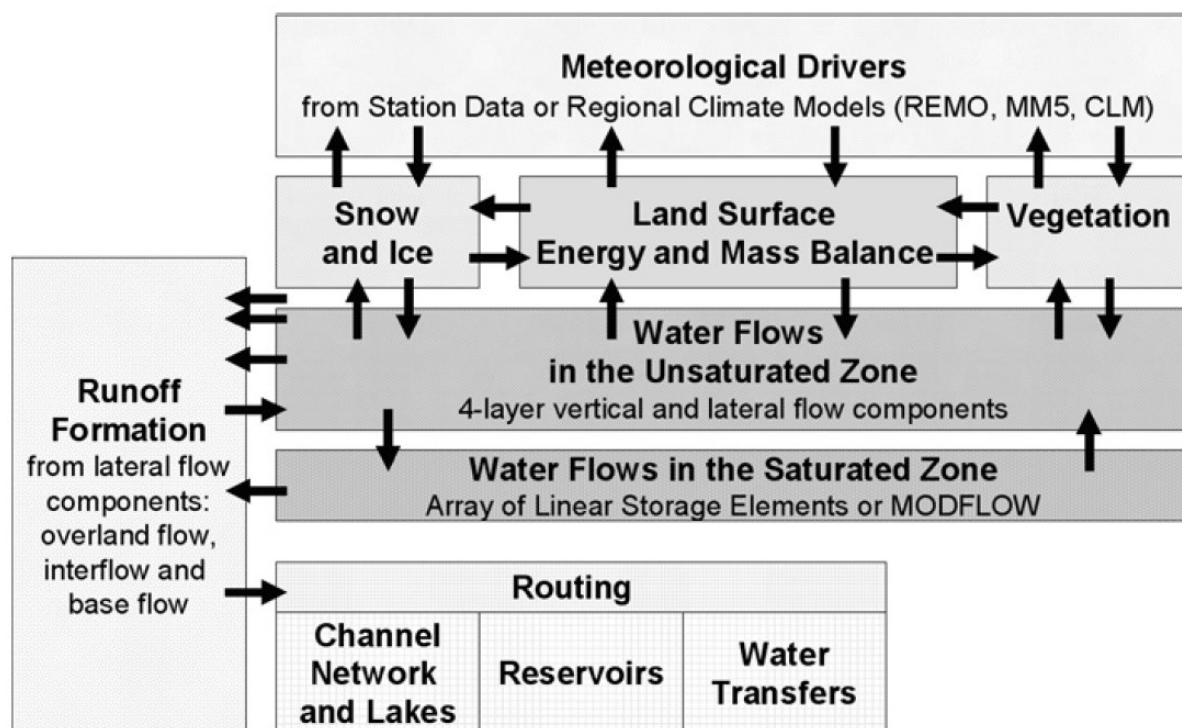 Meteorological Drivers
from Station Data or Regional Climate Models (REMO, MM5, CLM)
Snow
and Ice
Land Surface
Energy and Mass Balance
Vegetation
Runoff
Formation
from lateral flow
components:
overland flow,
interflow and
base flow
Water Flows
in the Unsaturated Zone
4-layer vertical and lateral flow components
Water Flows in the Saturated Zone
Array of Linear Storage Elements or MODFLOW
Routing
Channel
Network
and Lakes
Reservoirs
Water
Transfers